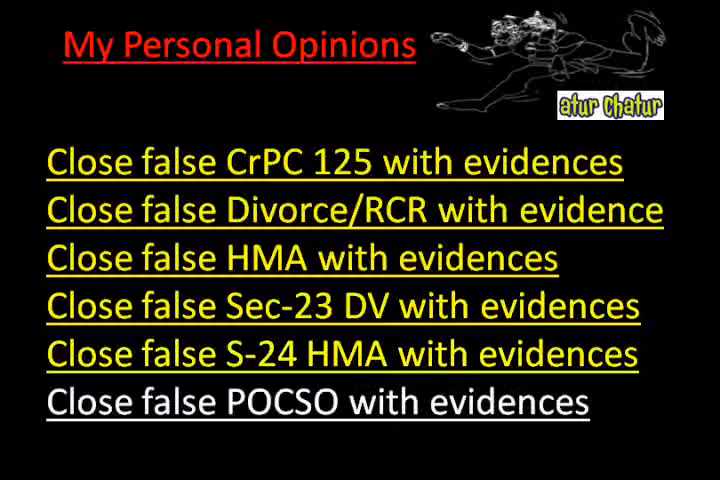 My Personal Opinions
atur Chatur
Close false CrPC 125 with evidences
Close false Divorce/RCR with evidence
Close false HMA with evidences
Close false Sec-23 DV with evidences
Close false S-24 HMA with evidences
Close false POCSO with evidences